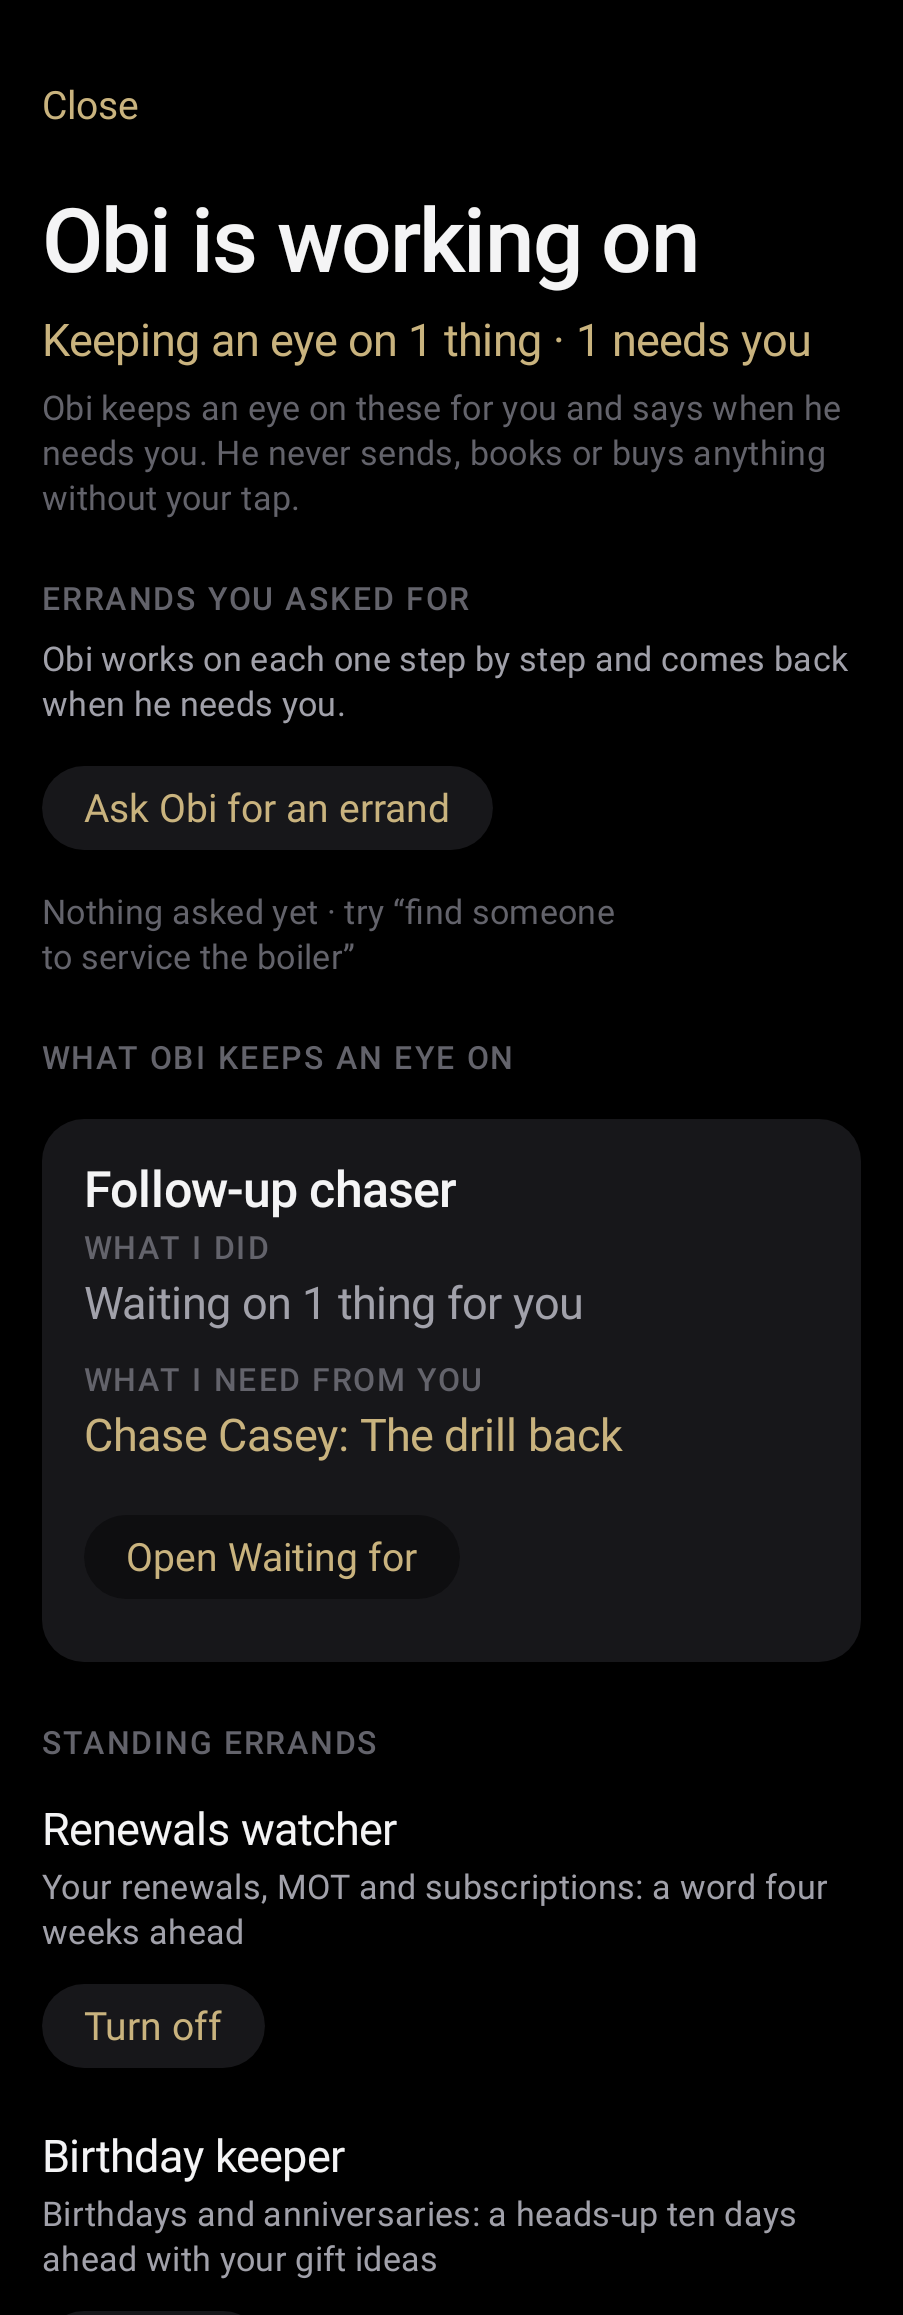 Close
Obi is working on
Keeping an eye on 1 thing · 1 needs you
Obi keeps an eye on these for you and says when he
needs you. He never sends, books or buys anything
without your tap.
ERRANDS YOU ASKED FOR
Obi works on each one step by step and comes back
when he needs you.
Ask Obi for an errand
Nothing asked yet · try “find someone
to service the boiler”
WHAT OBI KEEPS AN EYE ON
Follow-up chaser
WHAT I DID
Waiting on 1 thing for you
WHAT I NEED FROM YOU
Chase Casey: The drill back
Open Waiting for
STANDING ERRANDS
Renewals watcher
Your renewals, MOT and subscriptions: a word four
weeks ahead
Turn off
Birthday keeper
Birthdays and anniversaries: a heads-up ten days
ahead with your gift ideas